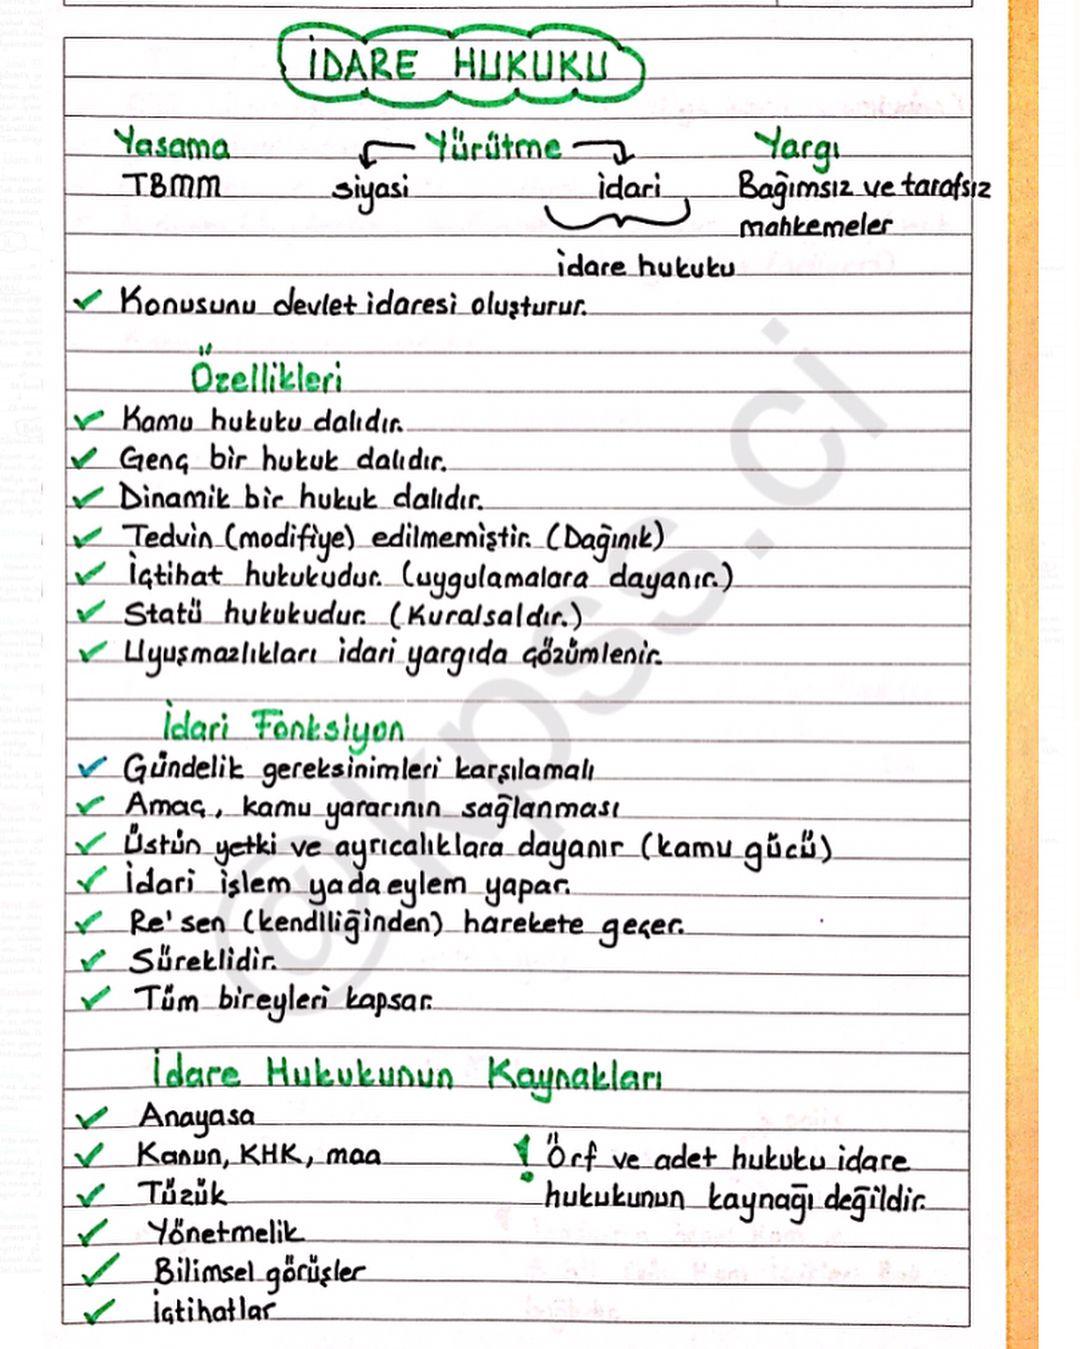 İDARE HUKUKU
Yasama Yürütme Yargı
TBMM siyasi idari Bağımsız ve tarafsız
mahkemeler
idare hukuku
Konusunu devlet idaresi oluşturur.
Özellikleri
Kamu hukuku dalıdır.
Genç bir hukuk dalıdır.
Dinamik bir hukuk dalıdır.
Tedvin (modifiye) edilmemiştir. (Dağınık)
İçtihat hukukudur. (uygulamalara dayanır.)
Statü hukukudur. (Kuralsaldır.)
Uyuşmazlıkları idari yargıda çözümlenir.
İdari Fonksiyon
Gündelik gereksinimleri karşılamalı
Amaç, kamu yararının sağlanması
Üstün yetki ve ayrıcalıklara dayanır (kamu gücü)
İdari işlem yada eylem yapar.
Re'sen (kendiliğinden) harekete geçer.
Süreklidir.
Tüm bireyleri kapsar.
İdare Hukukunun Kaynakları
Anayasa
Kanun, KHK, maa
! Örf ve adet hukuku idare
Tüzük
hukukunun kaynağı değildir.
Yönetmelik
Bilimsel görüşler
İçtihatlar
@kpss.ci